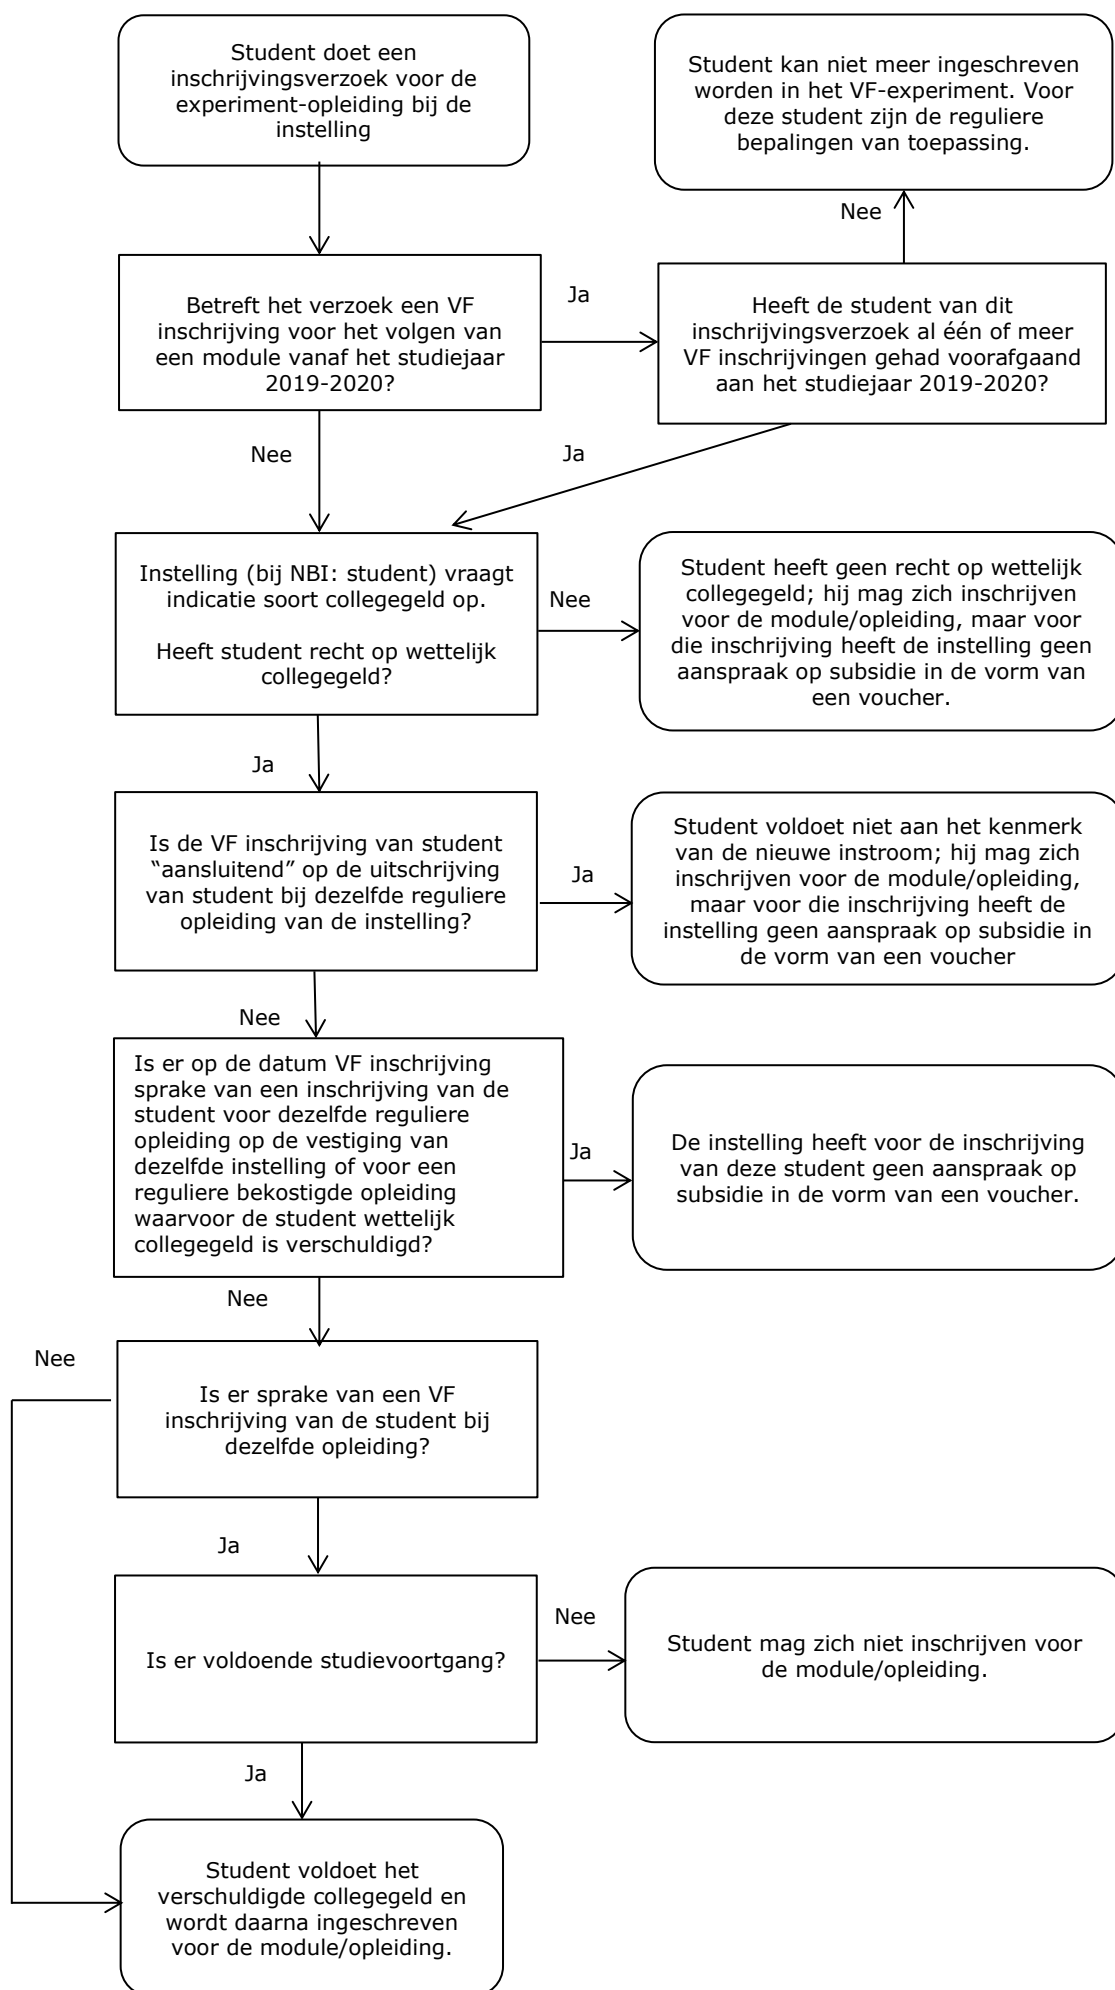 Student doet een
inschrijvingsverzoek voor de
experiment-opleiding bij de
instelling
Student kan niet meer ingeschreven
worden in het VF-experiment. Voor
deze student zijn de reguliere
bepalingen van toepassing.
Nee
Betreft het verzoek een VF
inschrijving voor het volgen van
een module vanaf het studiejaar
2019-2020?
Ja
Heeft de student van dit
inschrijvingsverzoek al één of meer
VF inschrijvingen gehad voorafgaand
aan het studiejaar 2019-2020?
Nee
Ja
Instelling (bij NBI: student) vraagt
indicatie soort collegegeld op.
Heeft student recht op wettelijk
collegegeld?
Nee
Student heeft geen recht op wettelijk
collegegeld; hij mag zich inschrijven
voor de module/opleiding, maar voor
die inschrijving heeft de instelling geen
aanspraak op subsidie in de vorm van
een voucher.
Ja
Is de VF inschrijving van student
“aansluitend” op de uitschrijving
van student bij dezelfde reguliere
opleiding van de instelling?
Ja
Student voldoet niet aan het kenmerk
van de nieuwe instroom; hij mag zich
inschrijven voor de module/opleiding,
maar voor die inschrijving heeft de
instelling geen aanspraak op subsidie in
de vorm van een voucher
Nee
Is er op de datum VF inschrijving
sprake van een inschrijving van de
student voor dezelfde reguliere
opleiding op de vestiging van
dezelfde instelling of voor een
reguliere bekostigde opleiding
waarvoor de student wettelijk
collegegeld is verschuldigd?
Ja
De instelling heeft voor de inschrijving
van deze student geen aanspraak op
subsidie in de vorm van een voucher.
Nee
Nee
Is er sprake van een VF
inschrijving van de student bij
dezelfde opleiding?
Ja
Is er voldoende studievoortgang?
Nee
Student mag zich niet inschrijven voor
de module/opleiding.
Ja
Student voldoet het
verschuldigde collegegeld en
wordt daarna ingeschreven
voor de module/opleiding.